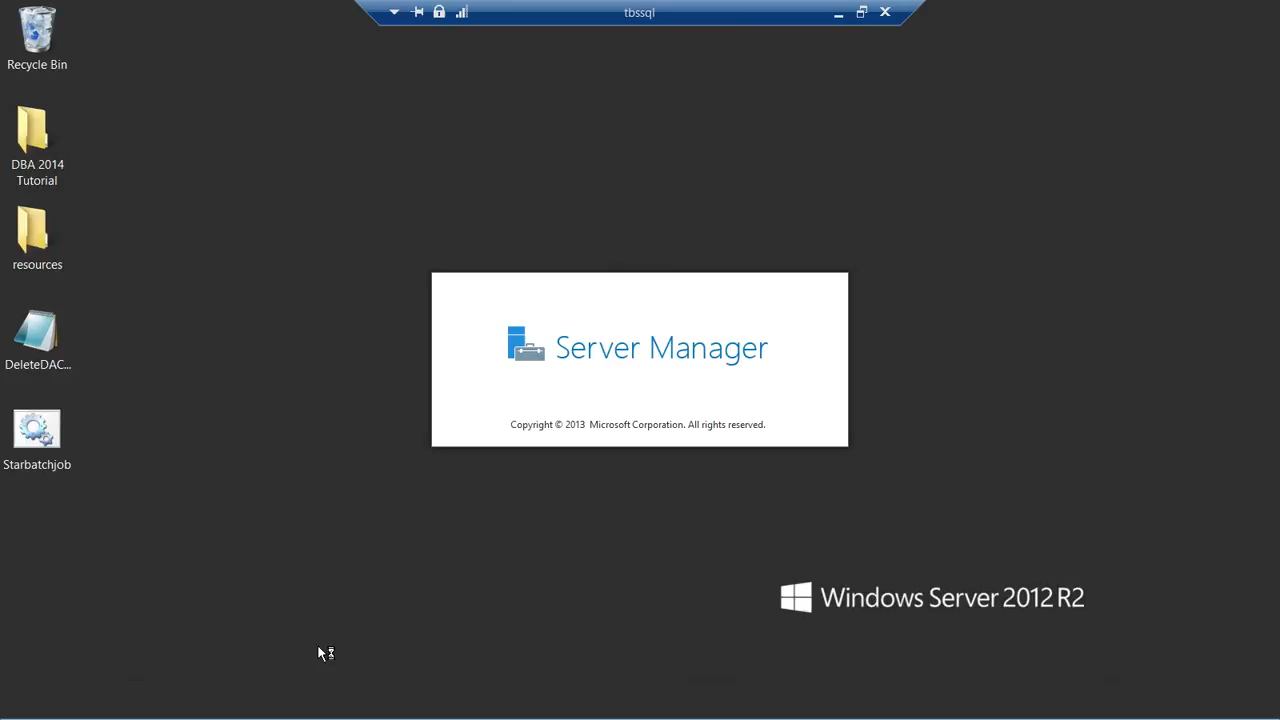 tbssql
Recycle Bin
DBA 2014
Tutorial
resources
DeleteDAC...
Starbatchjob
Server Manager
Copyright © 2013 Microsoft Corporation. All rights reserved.
Windows Server 2012 R2